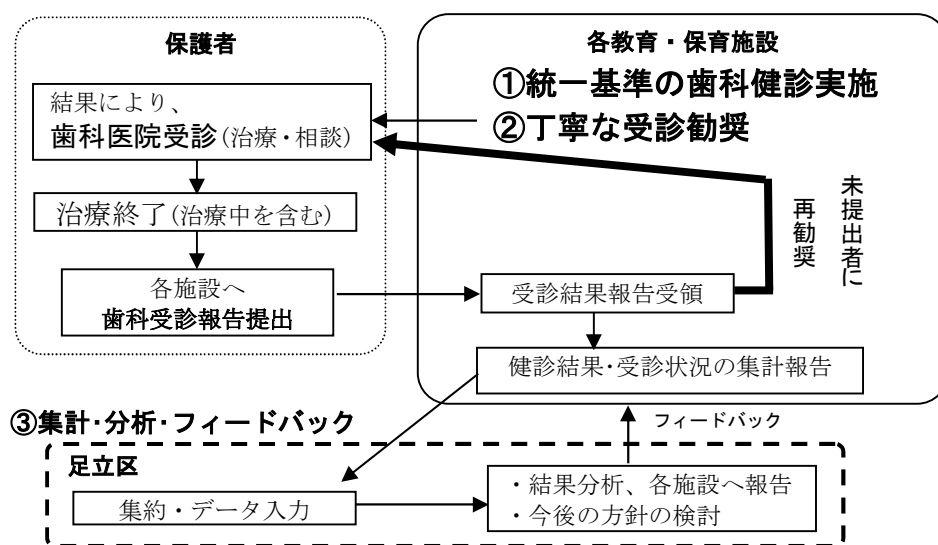 保護者
結果により、
歯科医院受診(治療・相談)
治療終了(治療中を含む)
各施設へ
歯科受診報告提出
各教育・保育施設
①統一基準の歯科健診実施
②丁寧な受診勧奨
未提出者に
再勧奨
受診結果報告受領
健診結果・受診状況の集計報告
③集計・分析・フィードバック
フィードバック
足立区
集約・データ入力
・結果分析、各施設へ報告
・今後の方針の検討